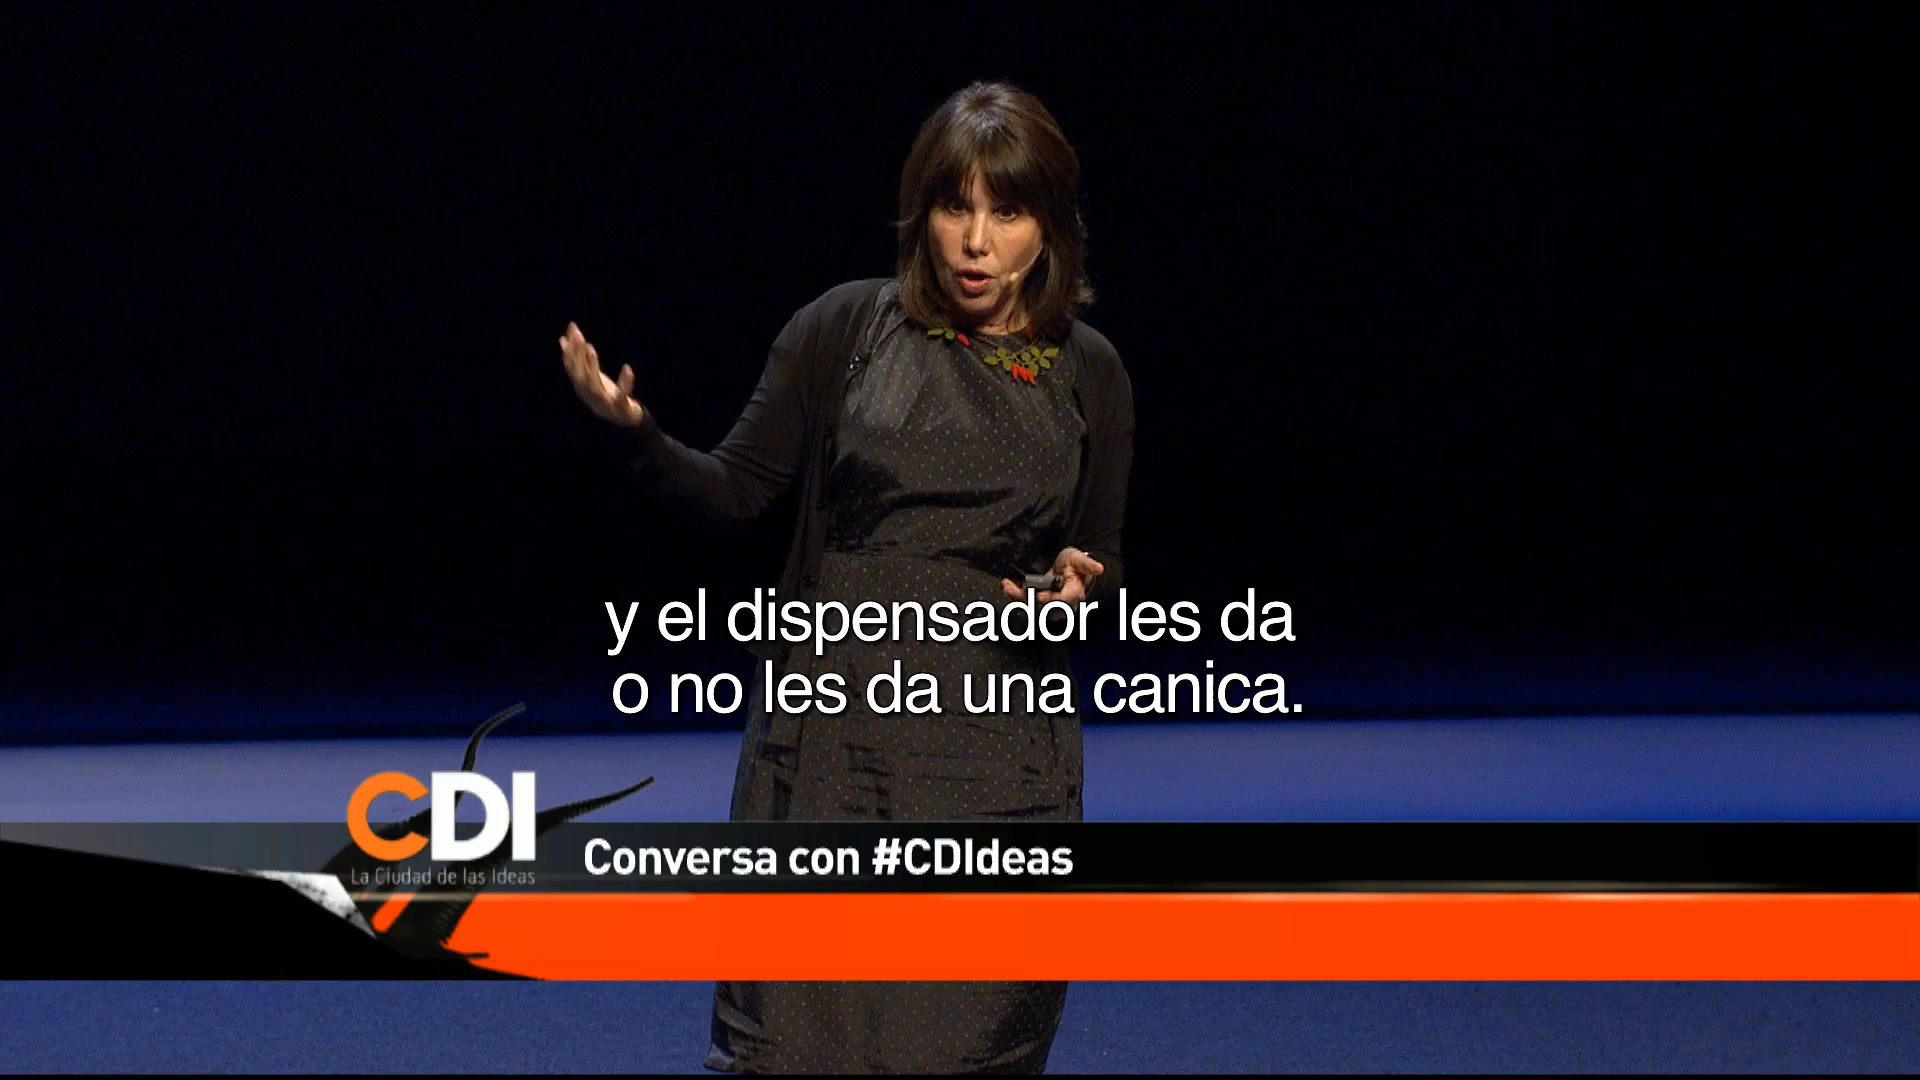 y el dispensador les da
o no les da una canica.
CDI
La Ciudad de las Ideas
Conversa con #CDIdeas